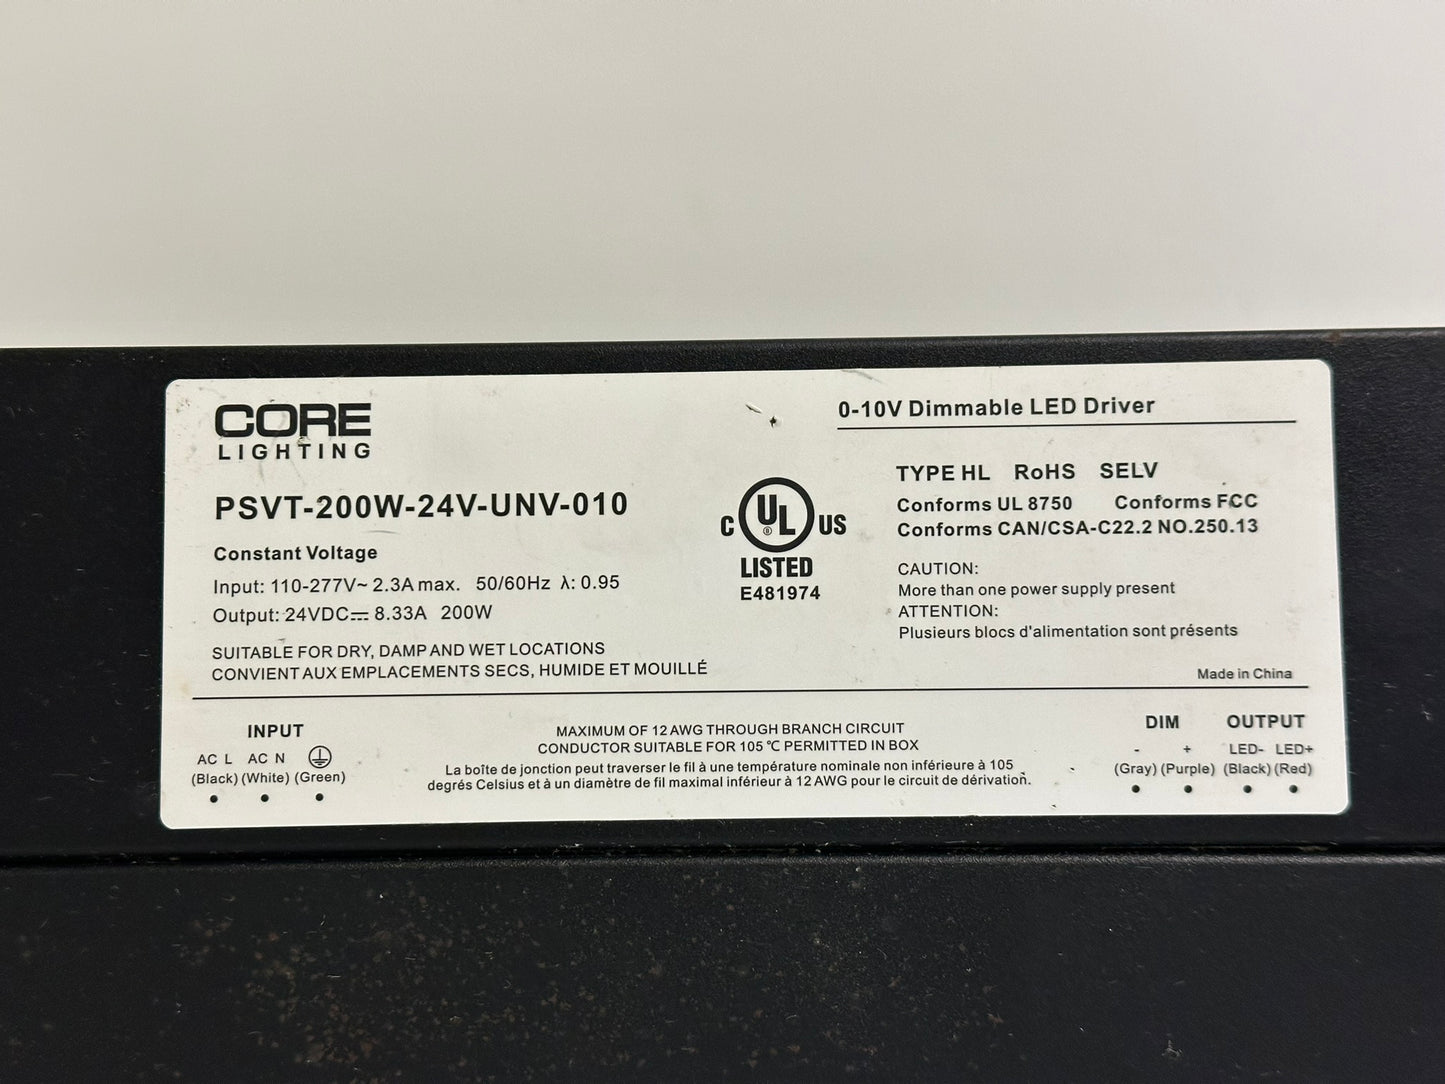 CORE
LIGHTING
0-10V Dimmable LED Driver
PSVT-200W-24V-UNV-010
Constant Voltage
Input: 110-277V~ 2.3A max. 50/60Hz λ: 0.95
Output: 24VDC⎓ 8.33A 200W
SUITABLE FOR DRY, DAMP AND WET LOCATIONS
CONVIENT AUX EMPLACEMENTS SECS, HUMIDE ET MOUILLÉ
C UL ® US
LISTED
E481974
TYPE HL RoHS SELV
Conforms UL 8750 Conforms FCC
Conforms CAN/CSA-C22.2 NO.250.13
CAUTION:
More than one power supply present
ATTENTION:
Plusieurs blocs d'alimentation sont présents
Made in China
INPUT
AC L AC N
(Black) (White) (Green)
MAXIMUM OF 12 AWG THROUGH BRANCH CIRCUIT
CONDUCTOR SUITABLE FOR 105 ℃ PERMITTED IN BOX
La boîte de jonction peut traverser le fil à une température nominale non inférieure à 105
degrés Celsius et à un diamètre de fil maximal inférieur à 12 AWG pour le circuit de dérivation.
DIM OUTPUT
- + LED- LED+
(Gray) (Purple) (Black) (Red)